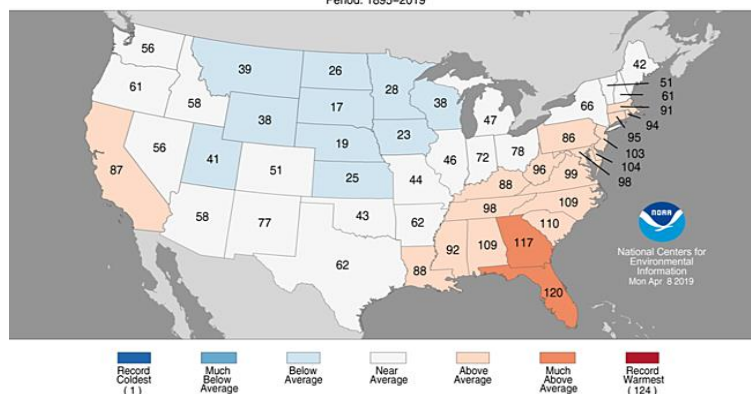 Period: 1895–2019
56
39
26
28
38
42
51
61
91
94
95
103
104
98
61
58
38
17
47
66
56
41
19
23
86
87
51
25
44
46
72
78
96
99
88
58
77
43
62
98
109
110
62
88
92
109
117
120
NOAA
National Centers for
Environmental
Information
Mon Apr 8 2019
Record
Coldest
(1)
Much
Below
Average
Below
Average
Near
Average
Above
Average
Much
Above
Average
Record
Warmest
(124)